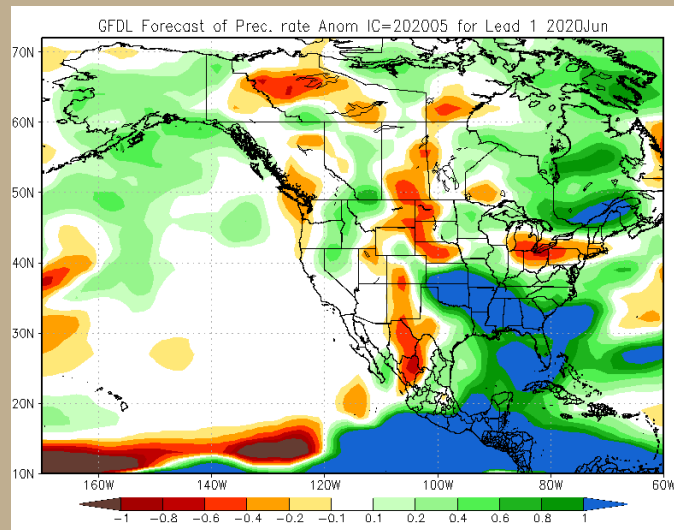 GFDL Forecast of Prec. rate Anom IC=202005 for Lead 1 2020Jun
70N
60N
50N
40N
30N
20N
10N
160W 140W 120W 100W 80W 60W
-1 -0.8 -0.6 -0.4 -0.2 -0.1 0.1 0.2 0.4 0.6 0.8 1